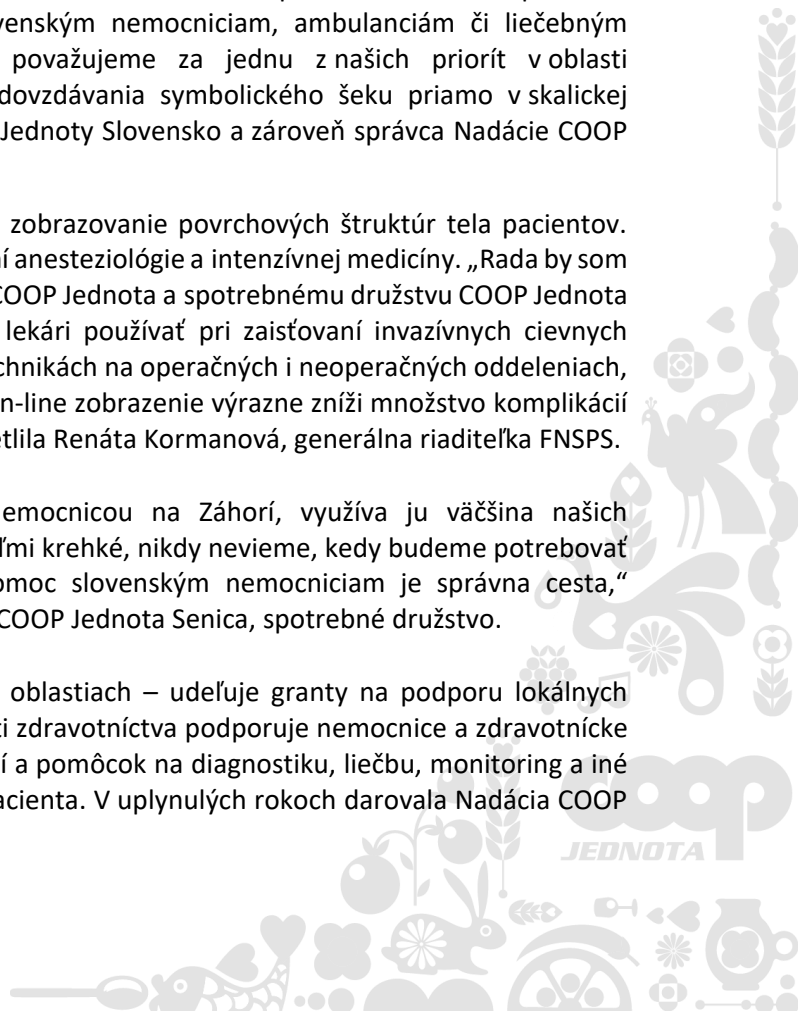 venským nemocniciam, ambulanciám či liečebným
považujeme za jednu z našich priorít v oblasti
dovzdávania symbolického šeku priamo v skalickej
Jednoty Slovensko a zároveň správca Nadácie COOP
zobrazovanie povrchových štruktúr tela pacientov.
í anesteziológie a intenzívnej medicíny. „Rada by som
COOP Jednota a spotrebnému družstvu COOP Jednota
lekári používať pri zaisťovaní invazívnych cievnych
chnikách na operačných i neoperačných oddeleniach,
n-line zobrazenie výrazne zníži množstvo komplikácií
etlila Renáta Kormanová, generálna riaditeľka FNSPS.
emocnicou na Záhorí, využíva ju väčšina našich
ľmi krehké, nikdy nevieme, kedy budeme potrebovať
omoc slovenským nemocniciam je správna cesta,“
COOP Jednota Senica, spotrebné družstvo.
oblastiach – udeľuje granty na podporu lokálnych
ti zdravotníctva podporuje nemocnice a zdravotnícke
í a pomôcok na diagnostiku, liečbu, monitoring a iné
acienta. V uplynulých rokoch darovala Nadácia COOP
coop
JEDNOTA